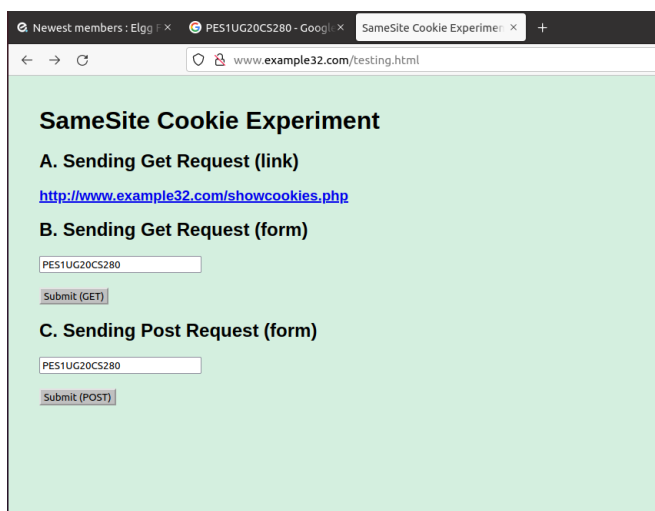 Newest members : Elgg F
PES1UG20CS280 - Google
SameSite Cookie Experimen
www.example32.com/testing.html
SameSite Cookie Experiment
A. Sending Get Request (link)
http://www.example32.com/showcookies.php
B. Sending Get Request (form)
PES1UG20CS280
Submit (GET)
C. Sending Post Request (form)
PES1UG20CS280
Submit (POST)